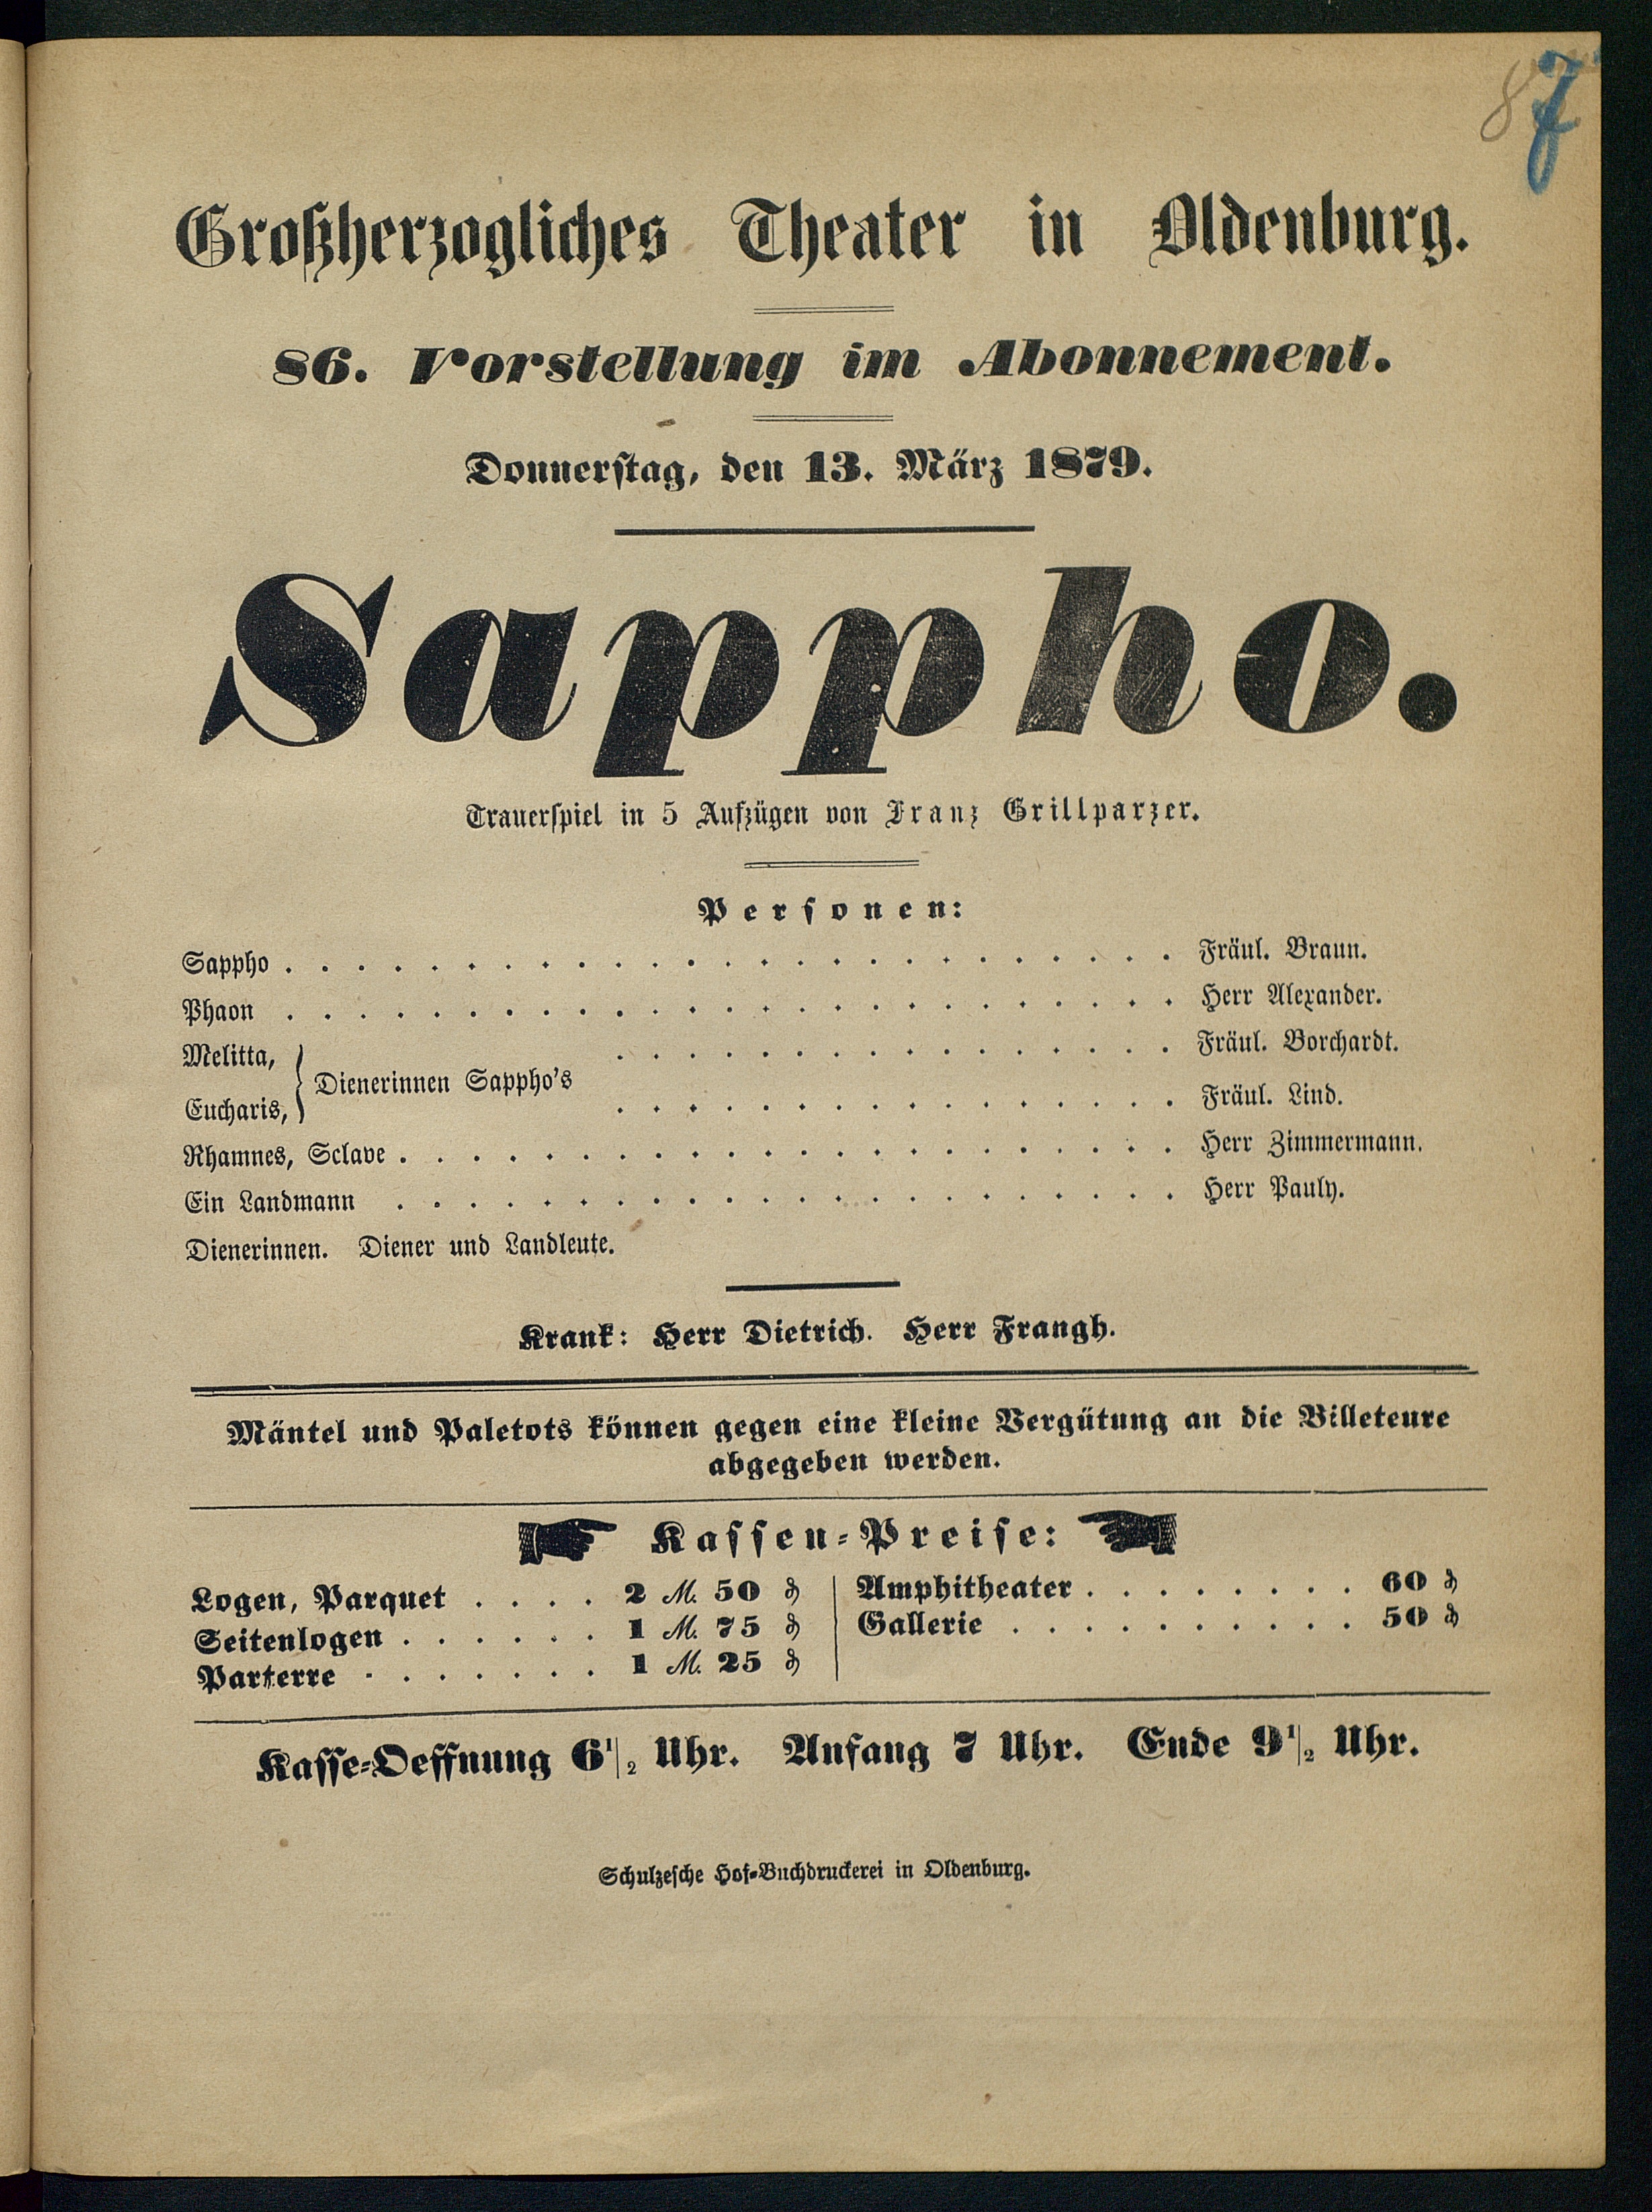 87
Großherzogliches Theater in Oldenburg.
86. Vorstellung im Abonnement.
Donnerstag, den 13. März 1879.
Sappho.
Trauerspiel in 5 Aufzügen von Franz Grillparzer.
Personen:
Sappho . . . . . . . . . . . . . . . . . . . . . . . . . Fräul. Braun.
Phaon . . . . . . . . . . . . . . . . . . . . . . . . . Herr Alexander.
Melitta, } Dienerinnen Sappho's . . . . . . . . . . . . . . . . Fräul. Borchardt.
Eucharis, } . . . . . . . . . . . . . . . . Fräul. Lind.
Rhamnes, Sclave . . . . . . . . . . . . . . . . . . . . . . Herr Zimmermann.
Ein Landmann . . . . . . . . . . . . . . . . . . . . . . Herr Pauly.
Dienerinnen. Diener und Landleute.
Krank: Herr Dietrich. Herr Frangh.
Mäntel und Paletots können gegen eine kleine Vergütung an die Billeteure
abgegeben werden.
Kassen-Preise:
Logen, Parquet . . . . 2 M. 50 ₰
Seitenlogen . . . . . . 1 M. 75 ₰
Parterre . . . . . . . 1 M. 25 ₰
Amphitheater . . . . . . . . 60 ₰
Gallerie . . . . . . . . . . 50 ₰
Kasse-Oeffnung 6 1/2 Uhr. Anfang 7 Uhr. Ende 9 1/2 Uhr.
Schulzesche Hof-Buchdruckerei in Oldenburg.